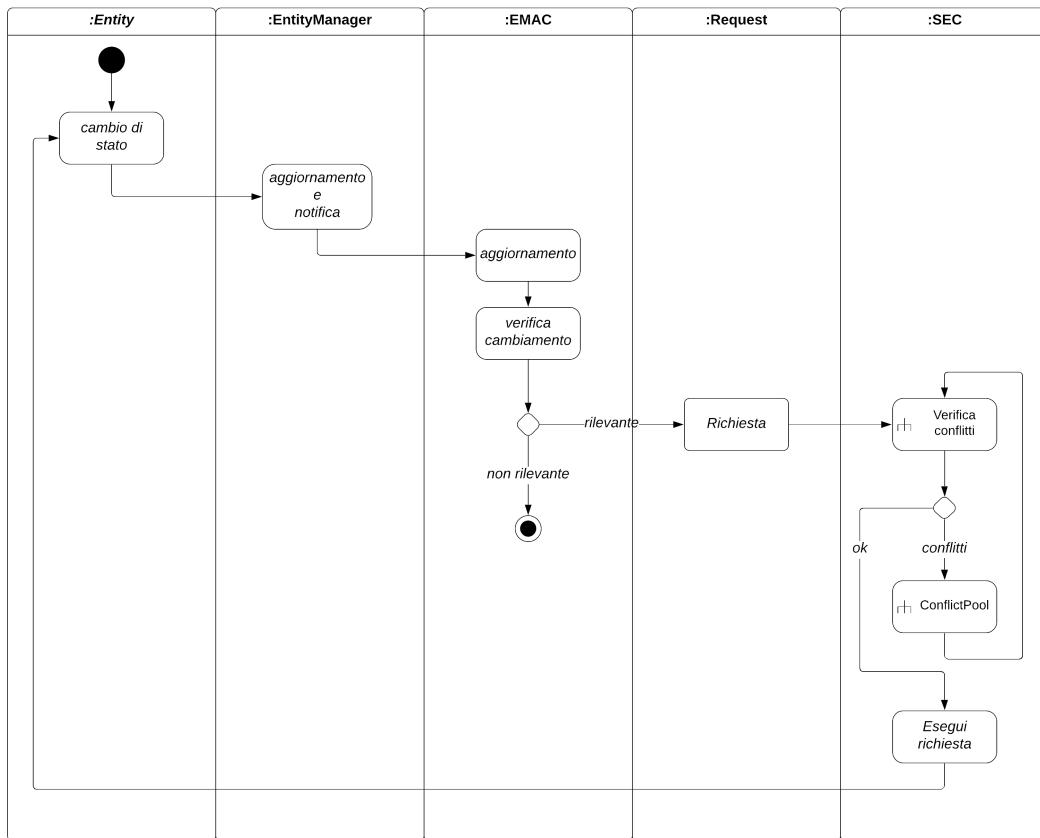 :Entity
:EntityManager
:EMAC
:Request
:SEC
cambio di
stato
aggiornamento
e
notifica
aggiornamento
verifica
cambiamento
rilevante
Richiesta
Verifica
conflitti
non rilevante
ok
conflitti
ConflictPool
Esegui
richiesta